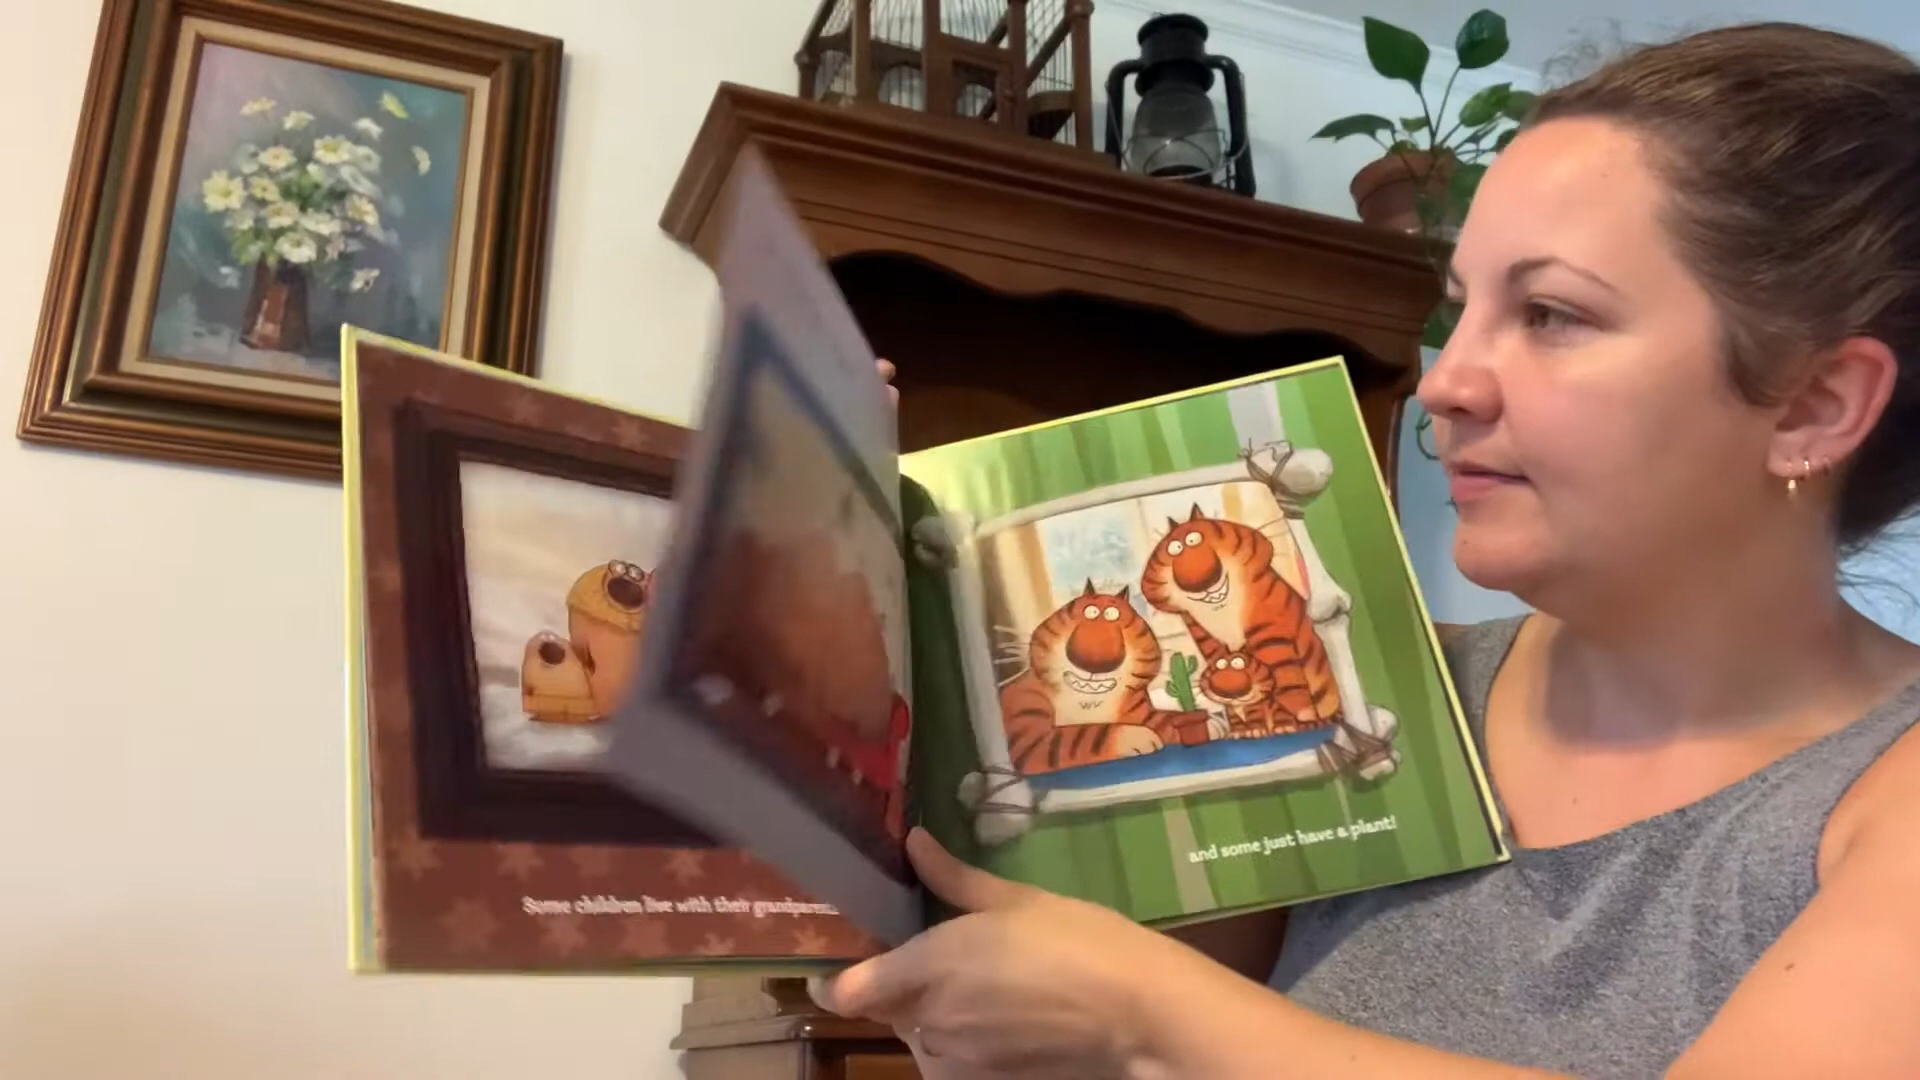 Some children live with their grandparents
and some just have a plant!